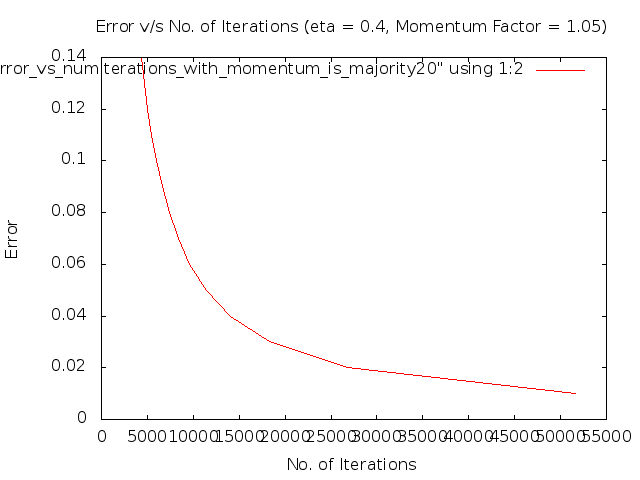 Error v/s No. of Iterations (eta = 0.4, Momentum Factor = 1.05)
rror_vs_numiterations_with_momentum_is_majority20" using 1:2
0.14
0.12
0.1
0.08
0.06
0.04
0.02
0
Error
0 5000 10000 15000 20000 25000 30000 35000 40000 45000 50000 55000
No. of Iterations